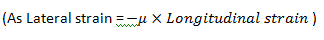 (As Lateral strain = −μ × Longitudinal strain )